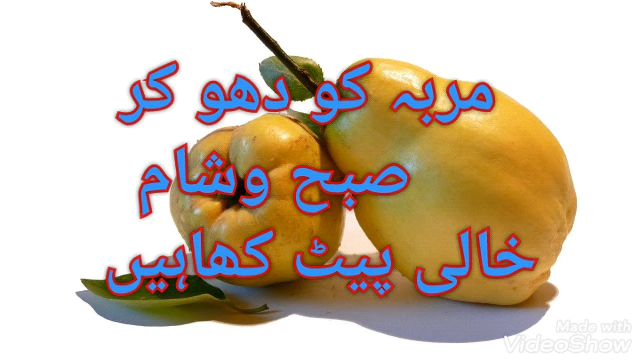 مربہ کو دھو کر
صبح وشام
خالی پیٹ کھاہیں
Made with
VideoShow